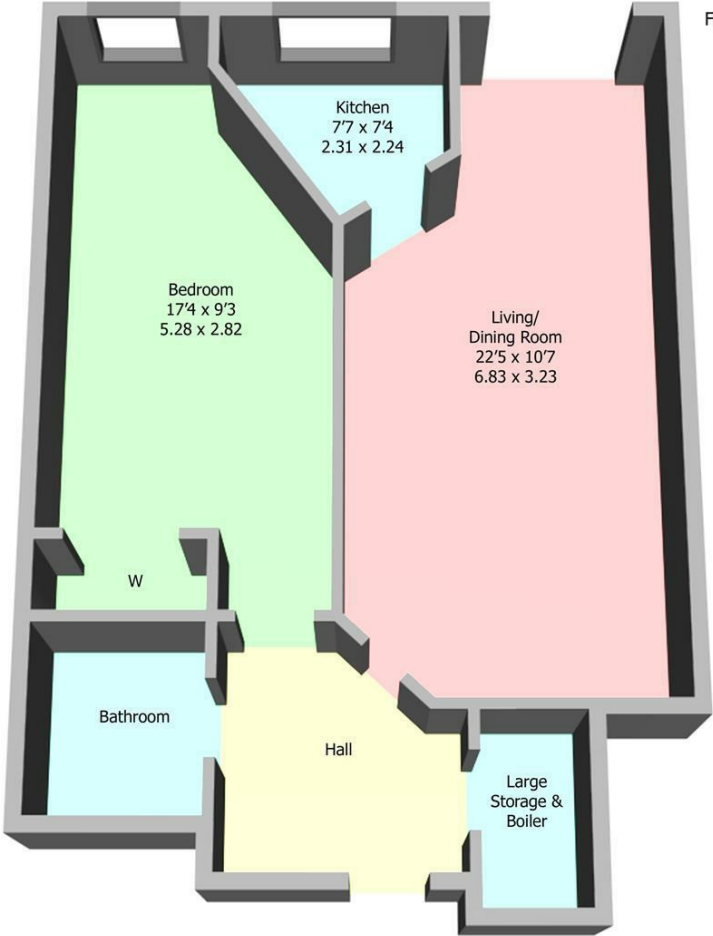 F
Kitchen
7'7 x 7'4
2.31 x 2.24
Bedroom
17'4 x 9'3
5.28 x 2.82
Living/
Dining Room
22'5 x 10'7
6.83 x 3.23
W
Bathroom
Hall
Large
Storage &
Boiler